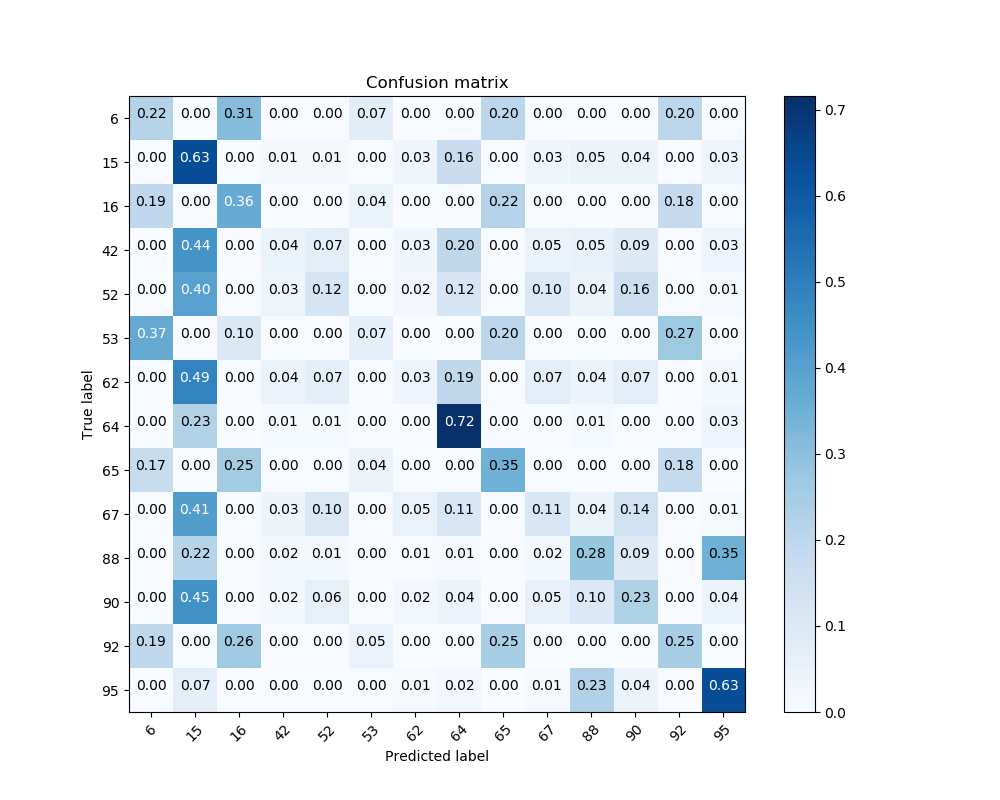 Confusion matrix
6 0.22 0.00 0.31 0.00 0.00 0.07 0.00 0.00 0.20 0.00 0.00 0.00 0.20 0.00
15 0.00 0.63 0.00 0.01 0.01 0.00 0.03 0.16 0.00 0.03 0.05 0.04 0.00 0.03
16 0.19 0.00 0.36 0.00 0.00 0.04 0.00 0.00 0.22 0.00 0.00 0.00 0.18 0.00
42 0.00 0.44 0.00 0.04 0.07 0.00 0.03 0.20 0.00 0.05 0.05 0.09 0.00 0.03
52 0.00 0.40 0.00 0.03 0.12 0.00 0.02 0.12 0.00 0.10 0.04 0.16 0.00 0.01
53 0.37 0.00 0.10 0.00 0.00 0.07 0.00 0.00 0.20 0.00 0.00 0.00 0.27 0.00
62 0.00 0.49 0.00 0.04 0.07 0.00 0.03 0.19 0.00 0.07 0.04 0.07 0.00 0.01
64 0.00 0.23 0.00 0.01 0.01 0.00 0.00 0.72 0.00 0.00 0.01 0.00 0.00 0.03
65 0.17 0.00 0.25 0.00 0.00 0.04 0.00 0.00 0.35 0.00 0.00 0.00 0.18 0.00
67 0.00 0.41 0.00 0.03 0.10 0.00 0.05 0.11 0.00 0.11 0.04 0.14 0.00 0.01
88 0.00 0.22 0.00 0.02 0.01 0.00 0.01 0.01 0.00 0.02 0.28 0.09 0.00 0.35
90 0.00 0.45 0.00 0.02 0.06 0.00 0.02 0.04 0.00 0.05 0.10 0.23 0.00 0.04
92 0.19 0.00 0.26 0.00 0.00 0.05 0.00 0.00 0.25 0.00 0.00 0.00 0.25 0.00
95 0.00 0.07 0.00 0.00 0.00 0.00 0.01 0.02 0.00 0.01 0.23 0.04 0.00 0.63
6 15 16 42 52 53 62 64 65 67 88 90 92 95
Predicted label
True label
0.7
0.6
0.5
0.4
0.3
0.2
0.1
0.0